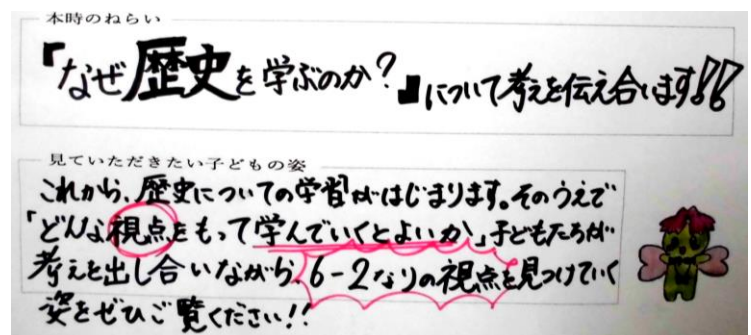 本時のねらい
『なぜ歴史を学ぶのか?』について考えを伝え合います!!
見ていただきたい子どもの姿
これから、歴史についての学習がはじまります。そのうえで
「どんな視点をもって学んでいくとよいか」子どもたちが
考えを出し合いながら、6-2なりの視点を見つけていく
姿をぜひご覧ください!!